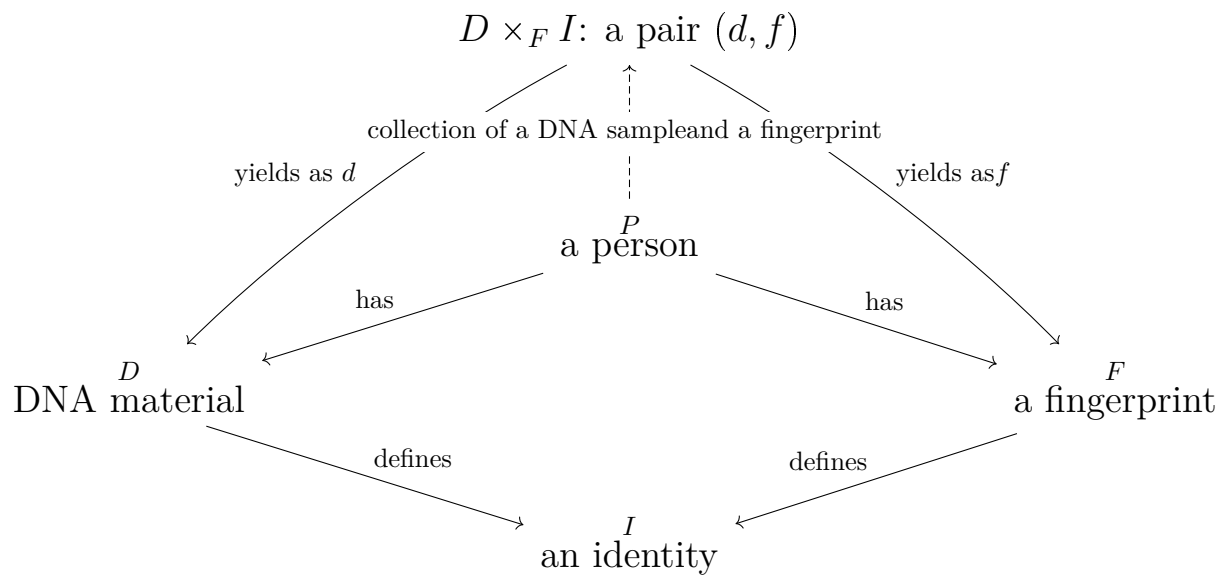 D ×_F I: a pair (d, f)
collection of a DNA sampleand a fingerprint
yields as d
yields asf
P
a person
has
has
D
DNA material
F
a fingerprint
defines
defines
I
an identity